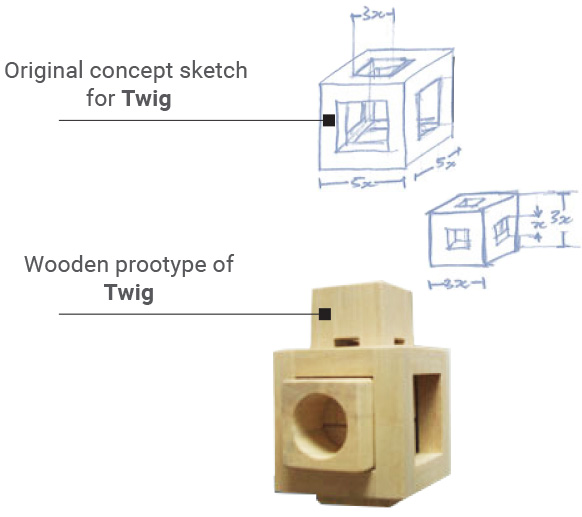 3x
Original concept sketch
for Twig
5x
5x
x
3x
3x
Wooden prootype of
Twig